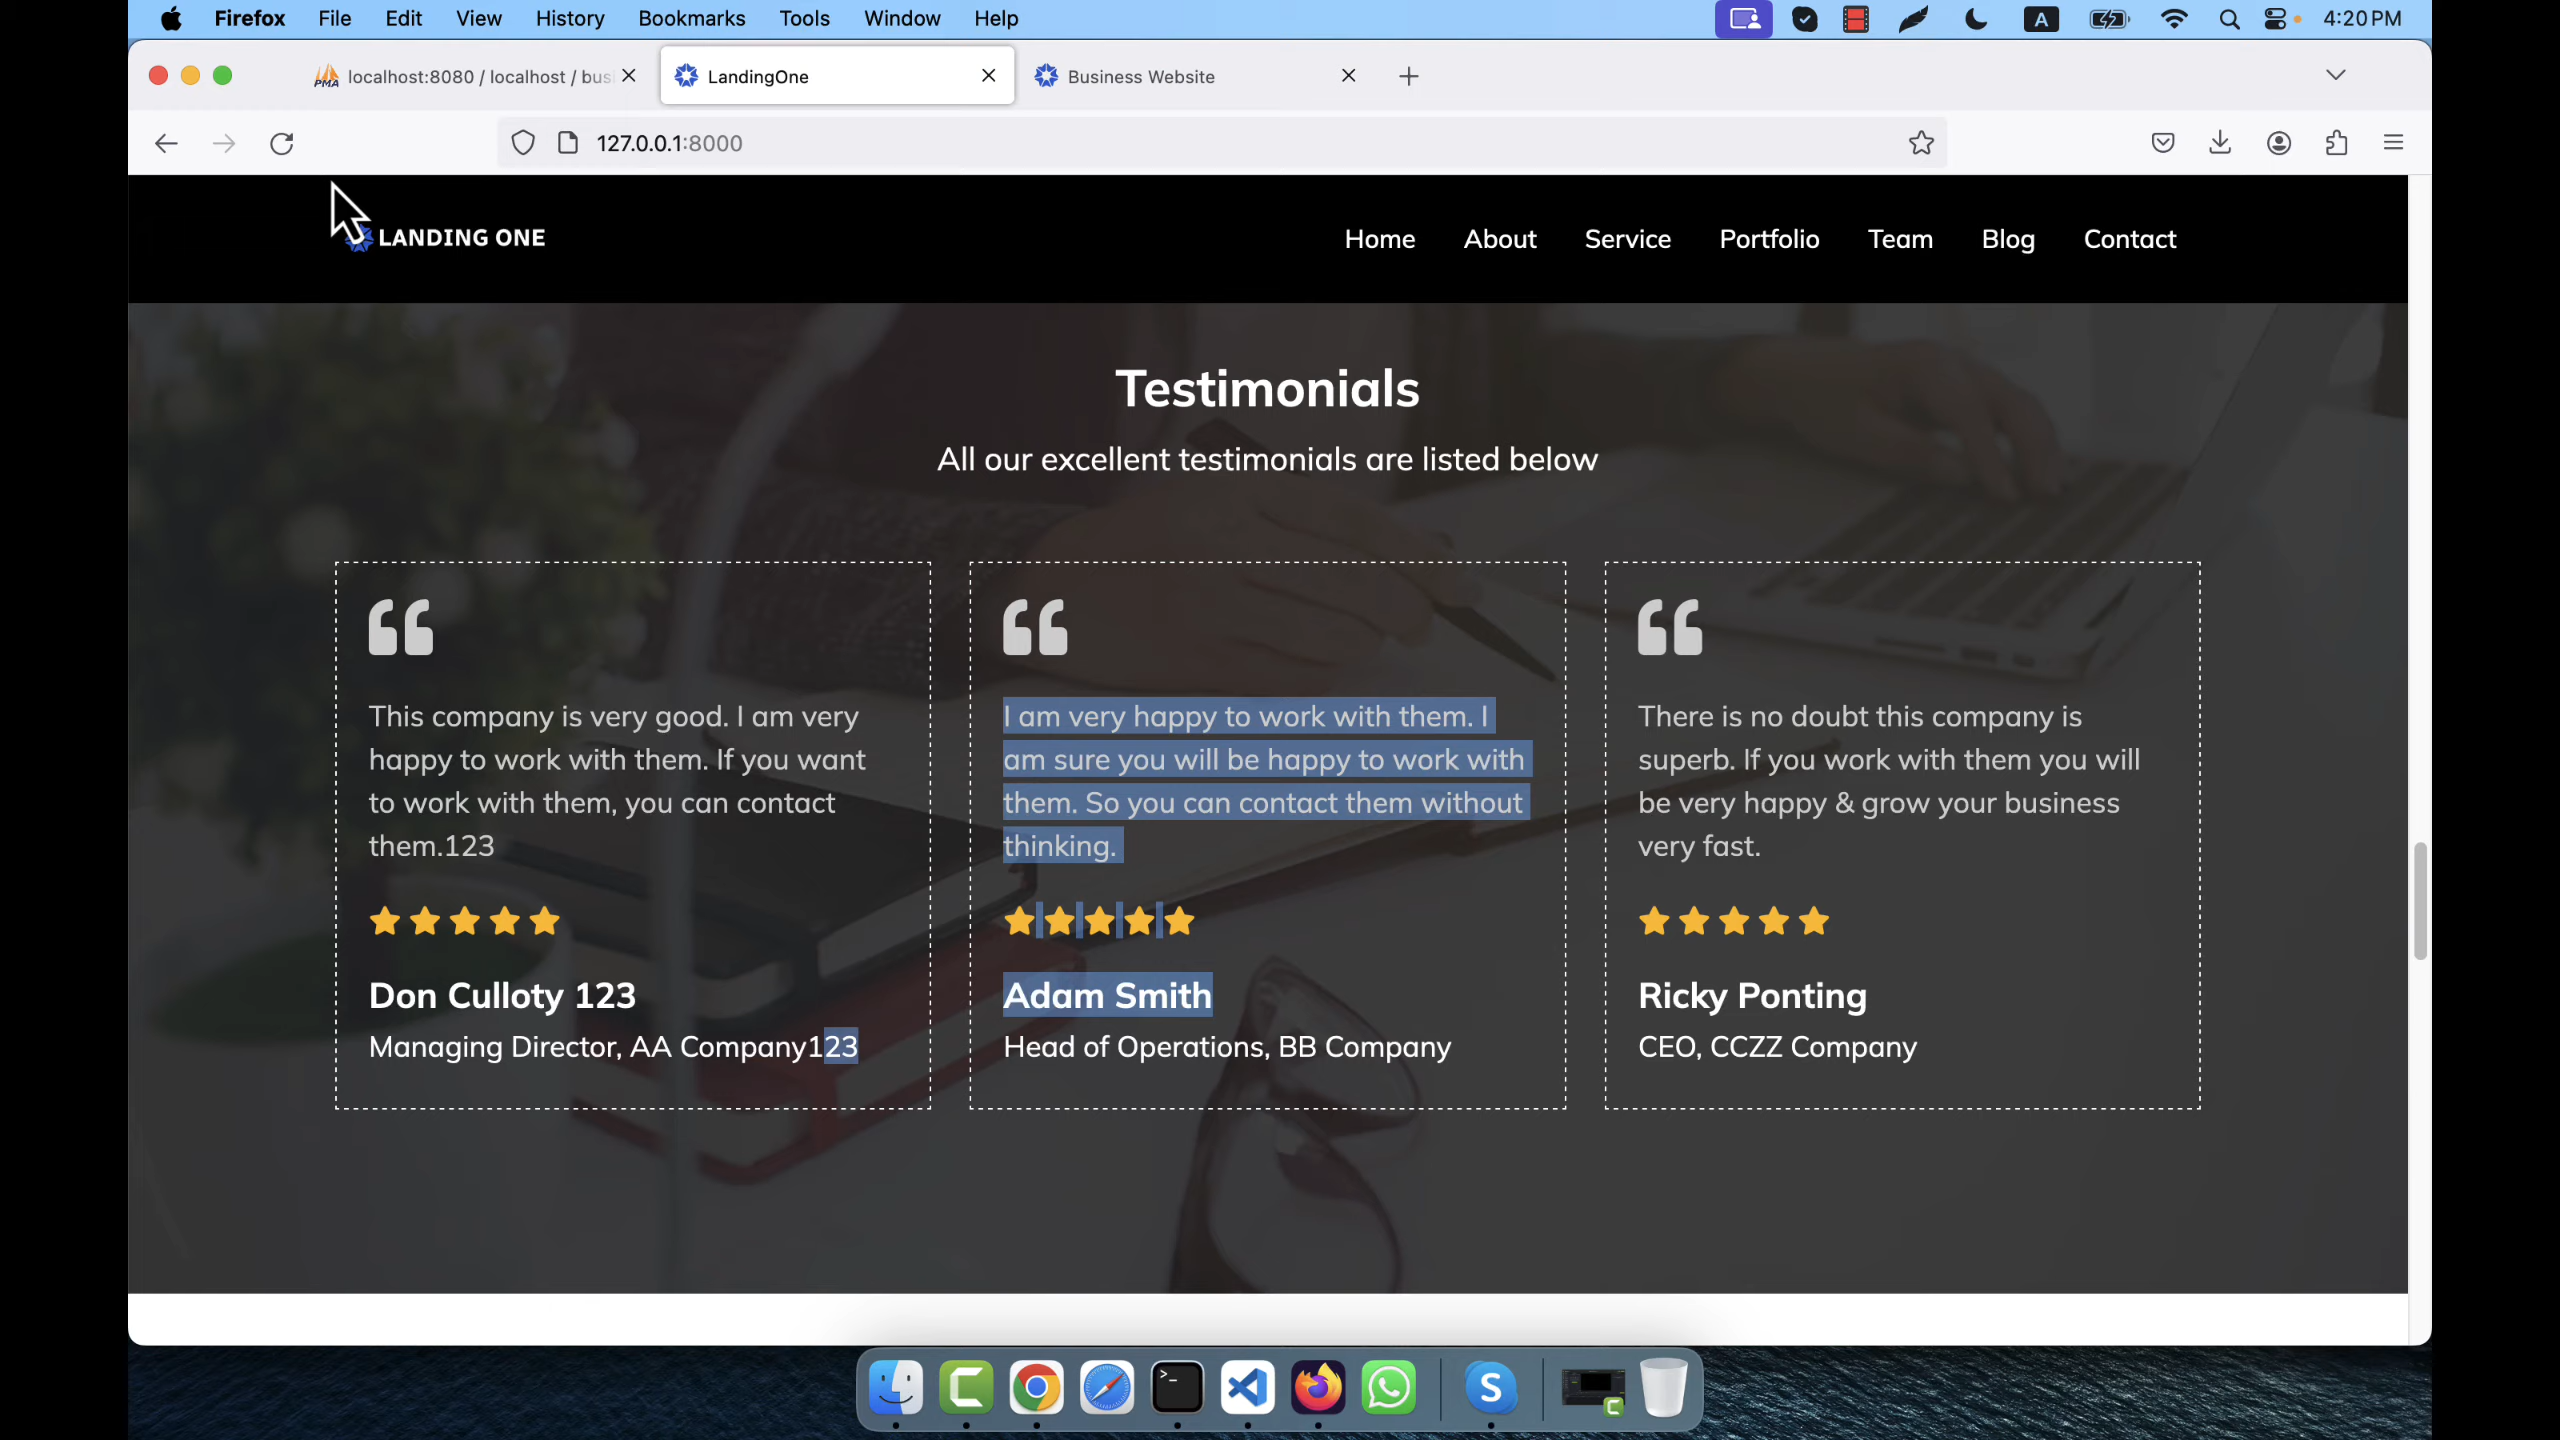 Firefox File Edit View History Bookmarks Tools Window Help A 4:20 PM
PMA localhost:8080 / localhost / bus LandingOne Business Website
127.0.0.1:8000
LANDING ONE Home About Service Portfolio Team Blog Contact
Testimonials
All our excellent testimonials are listed below
This company is very good. I am very
happy to work with them. If you want
to work with them, you can contact
them.123
Don Culloty 123
Managing Director, AA Company123
I am very happy to work with them. I
am sure you will be happy to work with
them. So you can contact them without
thinking.
Adam Smith
Head of Operations, BB Company
There is no doubt this company is
superb. If you work with them you will
be very happy & grow your business
very fast.
Ricky Ponting
CEO, CCZZ Company